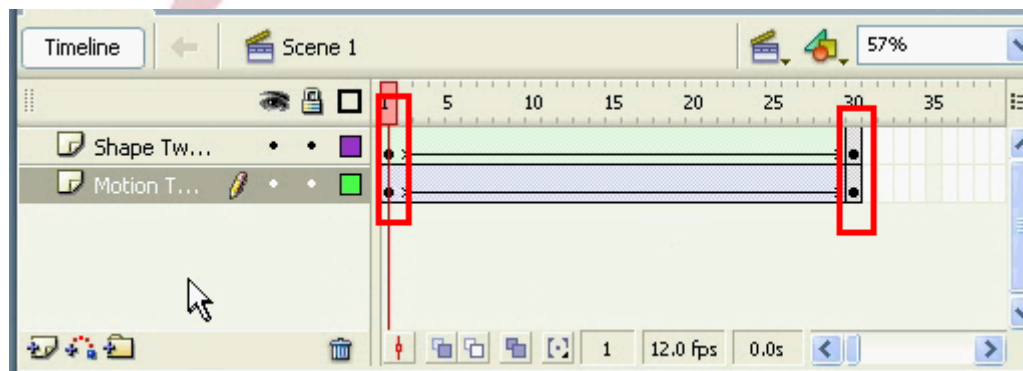 Timeline Scene 1 57%
1 5 10 15 20 25 30 35
Shape Tw...
Motion T...
1 12.0 fps 0.0s